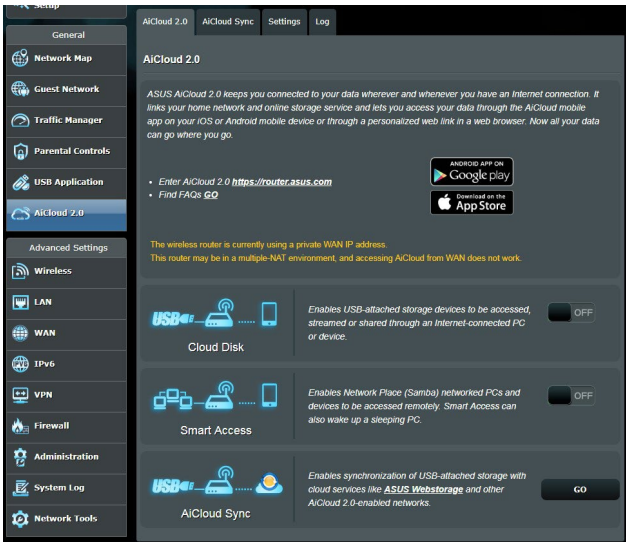 Setup
AiCloud 2.0
AiCloud Sync
Settings
Log
General
Network Map
Guest Network
Traffic Manager
Parental Controls
USB Application
AiCloud 2.0
Advanced Settings
Wireless
LAN
WAN
IPv6
VPN
Firewall
Administration
System Log
Network Tools
AiCloud 2.0
ASUS AiCloud 2.0 keeps you connected to your data wherever and whenever you have an Internet connection. It
links your home network and online storage service and lets you access your data through the AiCloud mobile
app on your iOS or Android mobile device or through a personalized web link in a web browser. Now all your data
can go where you go.
• Enter AiCloud 2.0 https://router.asus.com
• Find FAQs GO
ANDROID APP ON
Google play
Download on the
App Store
The wireless router is currently using a private WAN IP address.
This router may be in a multiple-NAT environment, and accessing AiCloud from WAN does not work.
USB
Cloud Disk
Enables USB-attached storage devices to be accessed,
streamed or shared through an Internet-connected PC
or device.
OFF
Smart Access
Enables Network Place (Samba) networked PCs and
devices to be accessed remotely. Smart Access can
also wake up a sleeping PC.
OFF
USB
AiCloud Sync
Enables synchronization of USB-attached storage with
cloud services like ASUS Webstorage and other
AiCloud 2.0-enabled networks.
GO